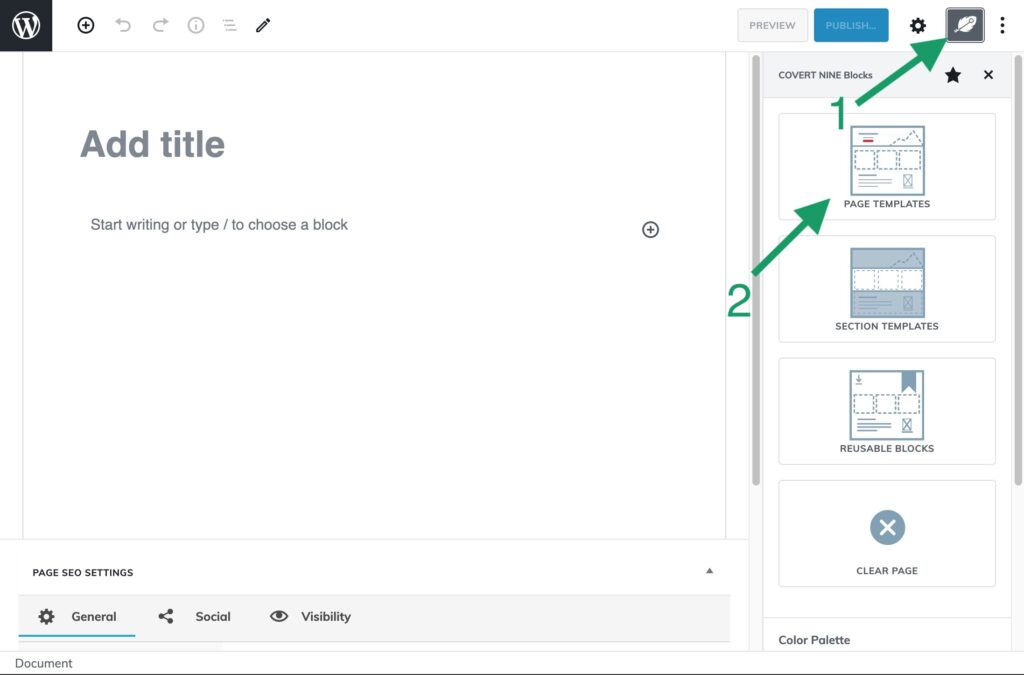 PREVIEW
PUBLISH...
COVERT NINE Blocks
1
Add title
PAGE TEMPLATES
Start writing or type / to choose a block
2
SECTION TEMPLATES
REUSABLE BLOCKS
CLEAR PAGE
PAGE SEO SETTINGS
General
Social
Visibility
Color Palette
Document